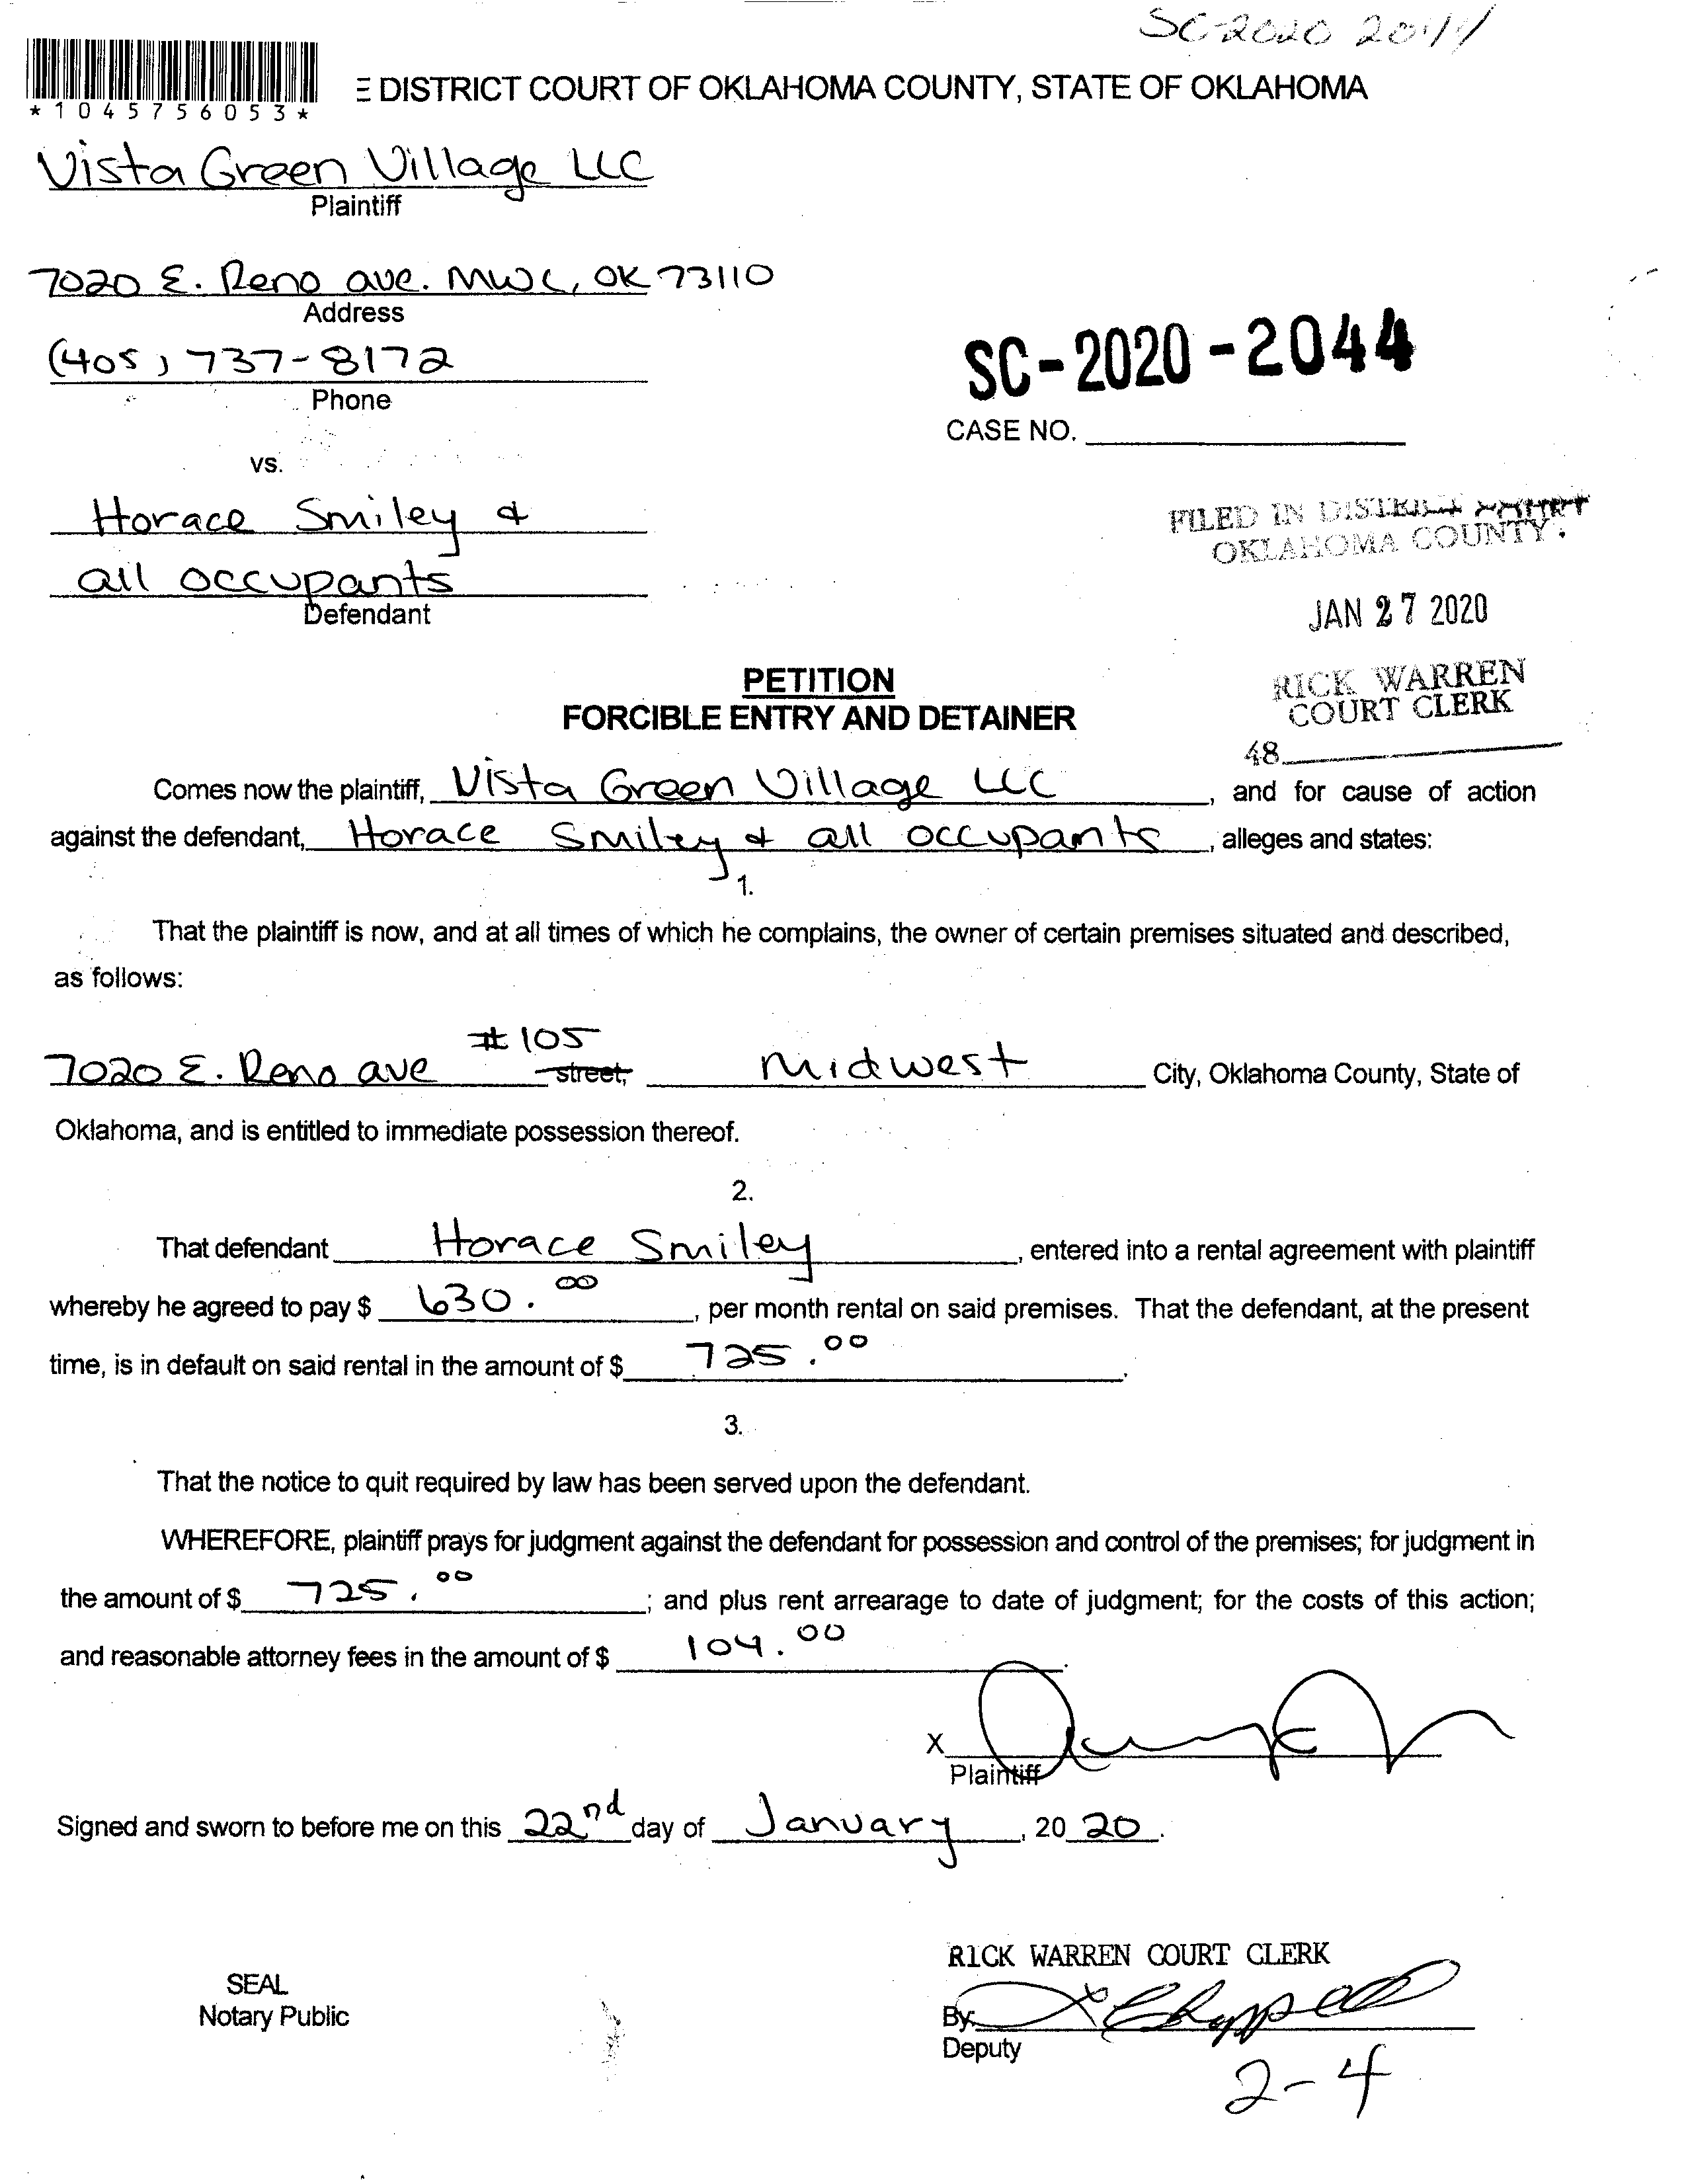 SC-2020 2044
*1045756053*
E DISTRICT COURT OF OKLAHOMA COUNTY, STATE OF OKLAHOMA
Vista Green Village LLC
Plaintiff
7020 E. Reno ave. MWC, OK 73110
Address
(405) 737-8172
Phone
SC-2020-2044
CASE NO.
vs.
Horace Smiley &
all occupants
Defendant
FILED IN DISTRICT COURT
OKLAHOMA COUNTY.
JAN 27 2020
RICK WARREN
COURT CLERK
48
PETITION
FORCIBLE ENTRY AND DETAINER
Comes now the plaintiff, Vista Green Village LLC, and for cause of action
against the defendant, Horace Smiley & all occupants, alleges and states:
1.
That the plaintiff is now, and at all times of which he complains, the owner of certain premises situated and described,
as follows:
7020 E. Reno ave #105 street, Midwest City, Oklahoma County, State of
Oklahoma, and is entitled to immediate possession thereof.
2.
That defendant Horace Smiley, entered into a rental agreement with plaintiff
whereby he agreed to pay $ 630.00, per month rental on said premises. That the defendant, at the present
time, is in default on said rental in the amount of $ 725.00.
3.
That the notice to quit required by law has been served upon the defendant.
WHEREFORE, plaintiff prays for judgment against the defendant for possession and control of the premises; for judgment in
the amount of $ 725.00; and plus rent arrearage to date of judgment; for the costs of this action;
and reasonable attorney fees in the amount of $ 104.00.
X
Plaintiff
Signed and sworn to before me on this 22nd day of January, 20 20.
RICK WARREN COURT CLERK
SEAL
Notary Public
By
Deputy
2-4